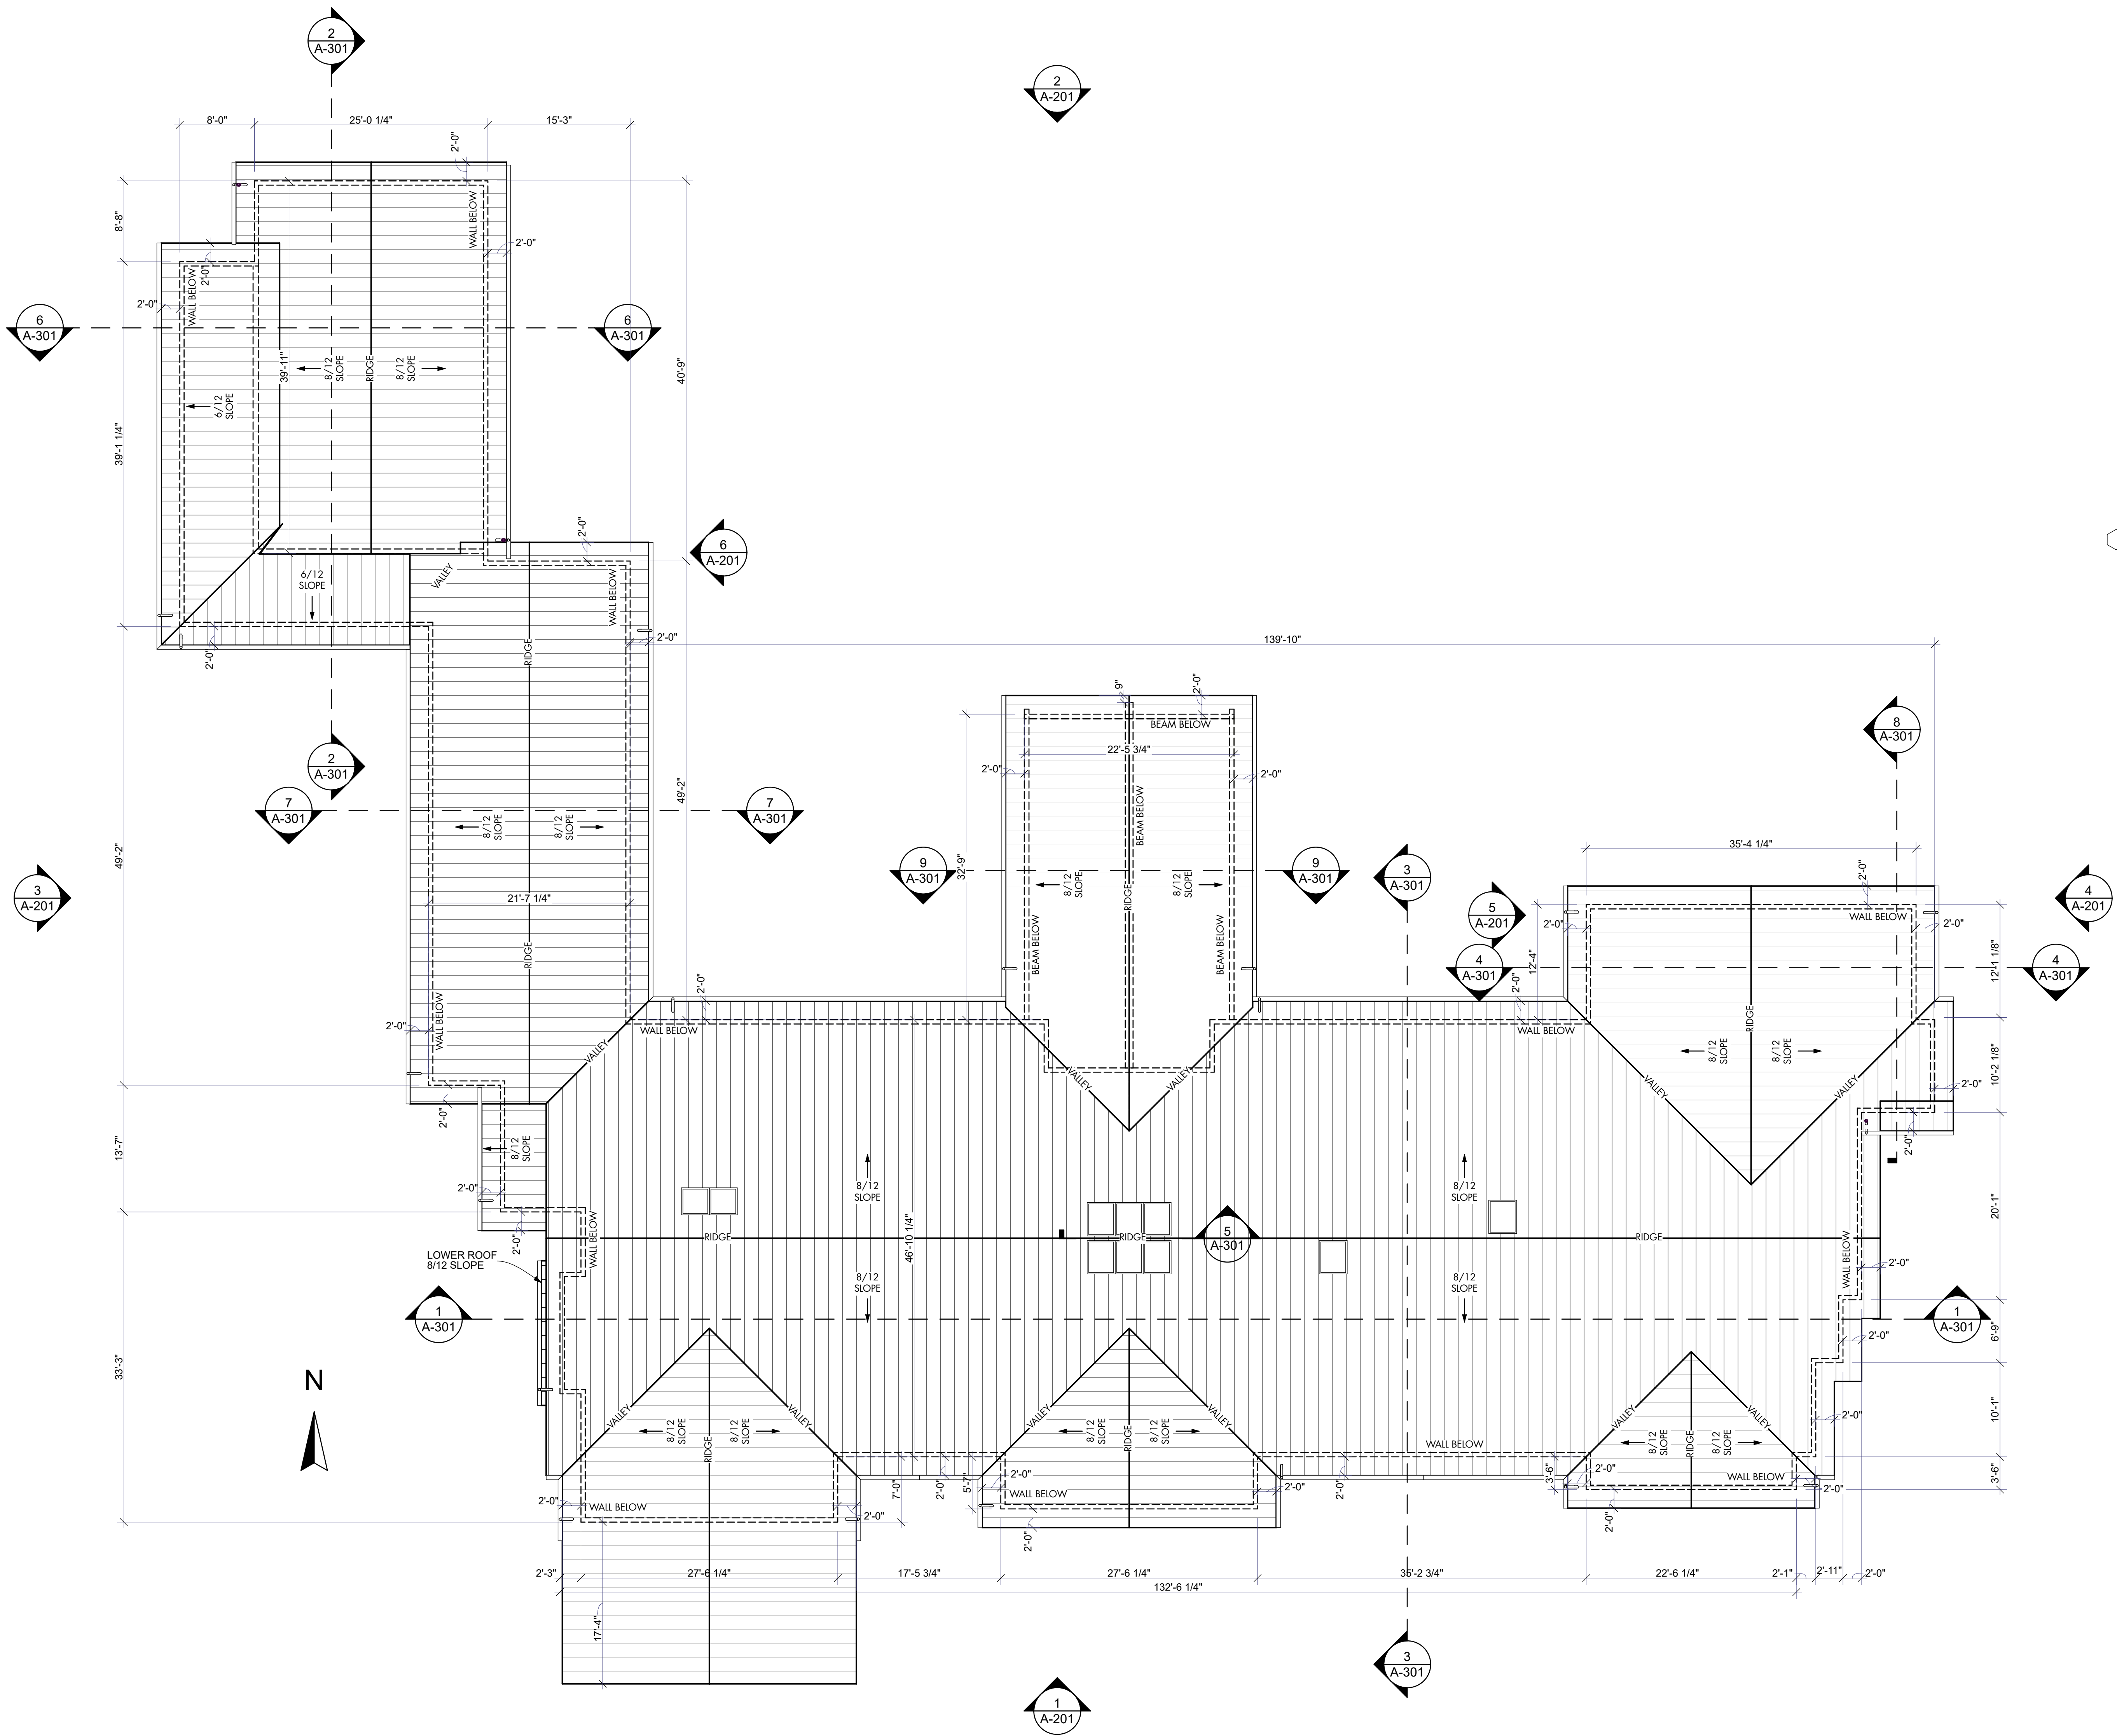 2
A-301
2
A-201
8'-0"
25'-0 1/4"
15'-3"
2'-0"
8'-8"
WALL BELOW
2'-0"
2'-0"
WALL BELOW
2'-0"
6
A-301
6
A-301
39'-11"
8/12
SLOPE
RIDGE
8/12
SLOPE
40'-9"
6/12
SLOPE
39'-1 1/4"
2'-0"
6
A-201
6/12
SLOPE
VALLEY
WALL BELOW
2'-0"
2'-0"
RIDGE
139'-10"
9"
2'-0"
BEAM BELOW
22'-5 3/4"
2'-0"
2'-0"
8
A-301
2
A-301
7
A-301
7
A-301
49'-2"
8/12
SLOPE
8/12
SLOPE
BEAM BELOW
49'-2"
32'-9"
35'-4 1/4"
3
A-201
9
A-301
9
A-301
3
A-301
8/12
SLOPE
RIDGE
8/12
SLOPE
2'-0"
4
A-201
21'-7 1/4"
5
A-201
WALL BELOW
2'-0"
2'-0"
RIDGE
BEAM BELOW
BEAM BELOW
12'-4"
12'-1 1/8"
4
A-301
4
A-301
2'-0"
2'-0"
WALL BELOW
2'-0"
WALL BELOW
WALL BELOW
RIDGE
VALLEY
8/12
SLOPE
8/12
SLOPE
10'-2 1/8"
VALLEY
VALLEY
VALLEY
VALLEY
2'-0"
2'-0"
13'-7"
8/12
SLOPE
2'-0"
2'-0"
8/12
SLOPE
8/12
SLOPE
20'-1"
2'-0"
WALL BELOW
46'-10 1/4"
RIDGE
RIDGE
5
A-301
RIDGE
WALL BELOW
LOWER ROOF
8/12 SLOPE
2'-0"
8/12
SLOPE
8/12
SLOPE
1
A-301
1
A-301
6'-9"
2'-0"
33'-3"
N
VALLEY
VALLEY
VALLEY
VALLEY
VALLEY
VALLEY
2'-0"
10'-1"
8/12
SLOPE
RIDGE
8/12
SLOPE
8/12
SLOPE
RIDGE
8/12
SLOPE
WALL BELOW
8/12
SLOPE
RIDGE
8/12
SLOPE
2'-0"
WALL BELOW
2'-0"
7'-0"
2'-0"
5'-7"
2'-0"
WALL BELOW
2'-0"
2'-0"
2'-0"
3'-6"
2'-0"
WALL BELOW
2'-0"
3'-6"
2'-3"
17'-5 3/4"
27'-6 1/4"
22'-6 1/4"
2'-1"
2'-11"
2'-0"
132'-6 1/4"
17'-4"
3
A-301
1
A-201